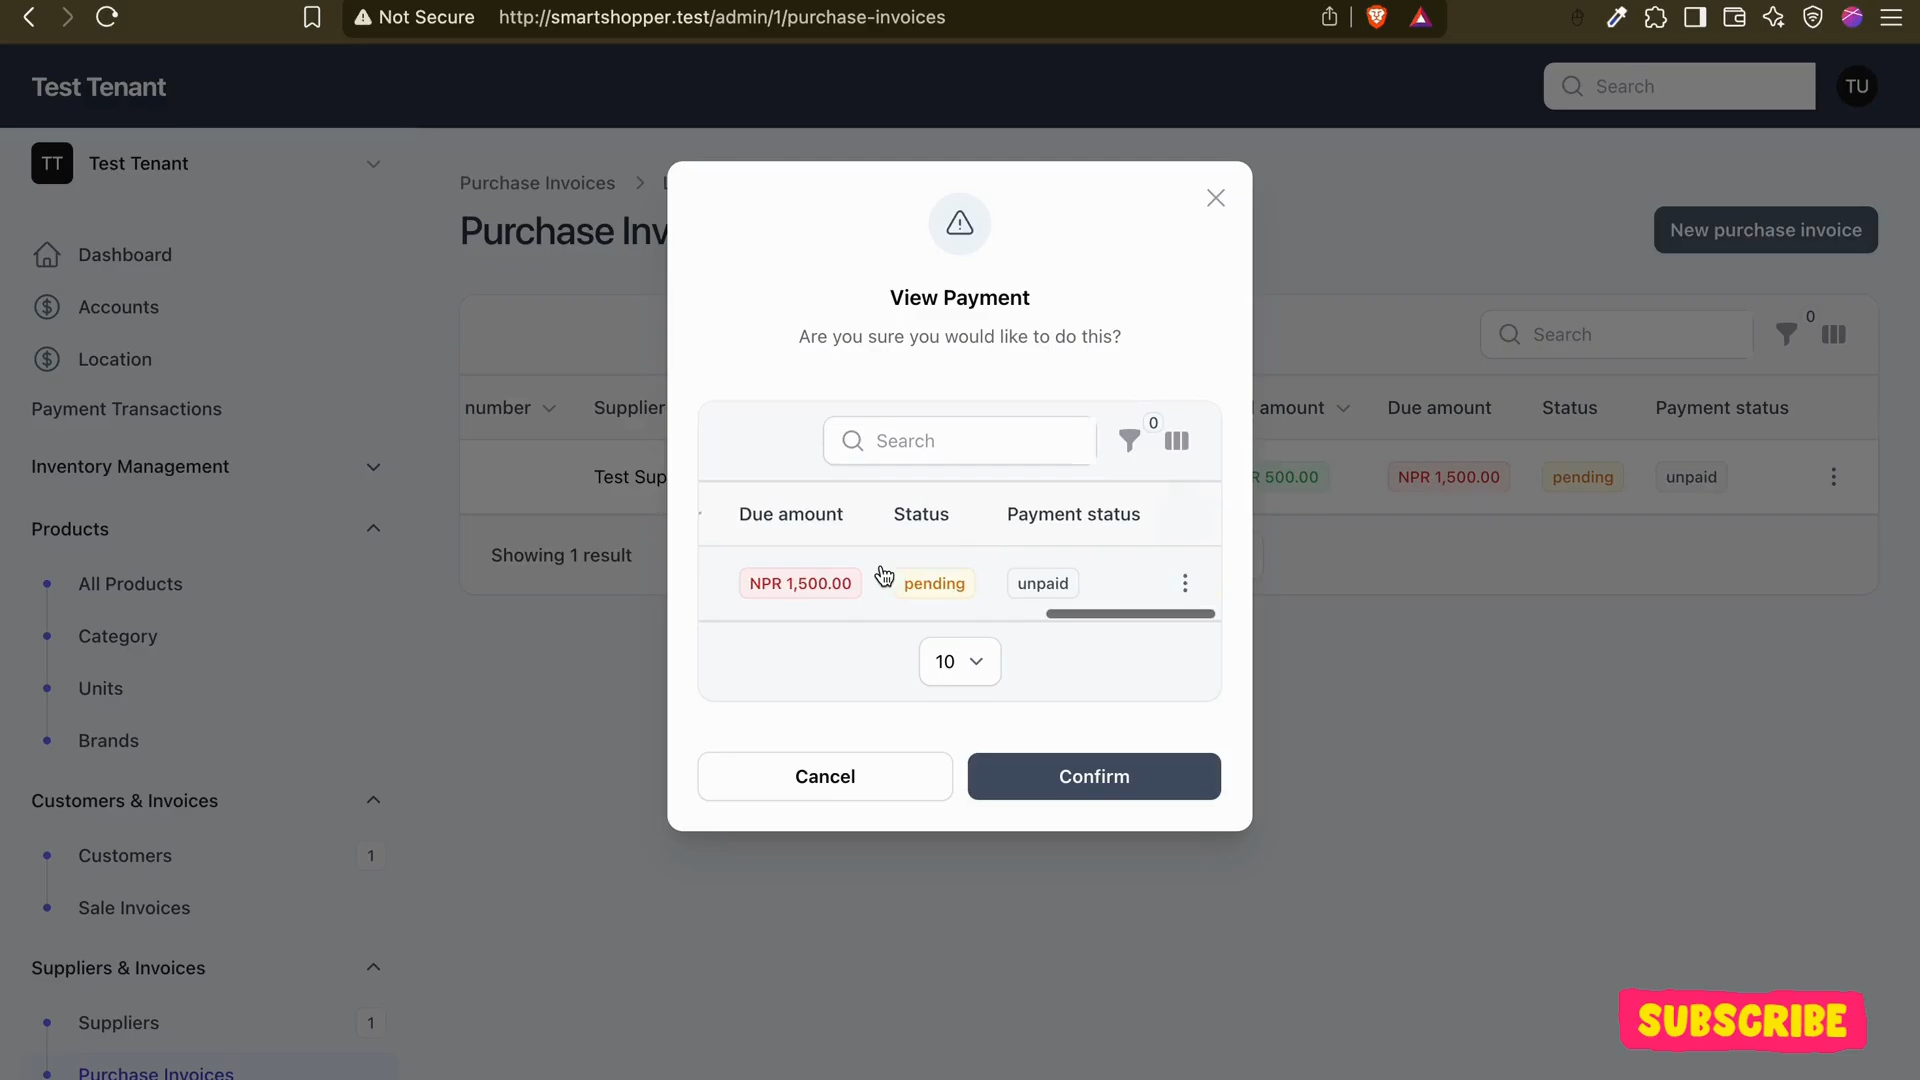 Not Secure http://smartshopper.test/admin/1/purchase-invoices
Test Tenant
Search
TU
TT Test Tenant
Dashboard
Accounts
Location
Payment Transactions
Inventory Management
Products
All Products
Category
Units
Brands
Customers & Invoices
Customers 1
Sale Invoices
Suppliers & Invoices
Suppliers 1
Purchase Invoices
Purchase Invoices
Purchase Inv
New purchase invoice
Search
0
number Supplier amount Due amount Status Payment status
Test Sup R 500.00 NPR 1,500.00 pending unpaid
Showing 1 result
View Payment
Are you sure you would like to do this?
Search
0
Due amount Status Payment status
NPR 1,500.00 pending unpaid
10
Cancel Confirm
SUBSCRIBE